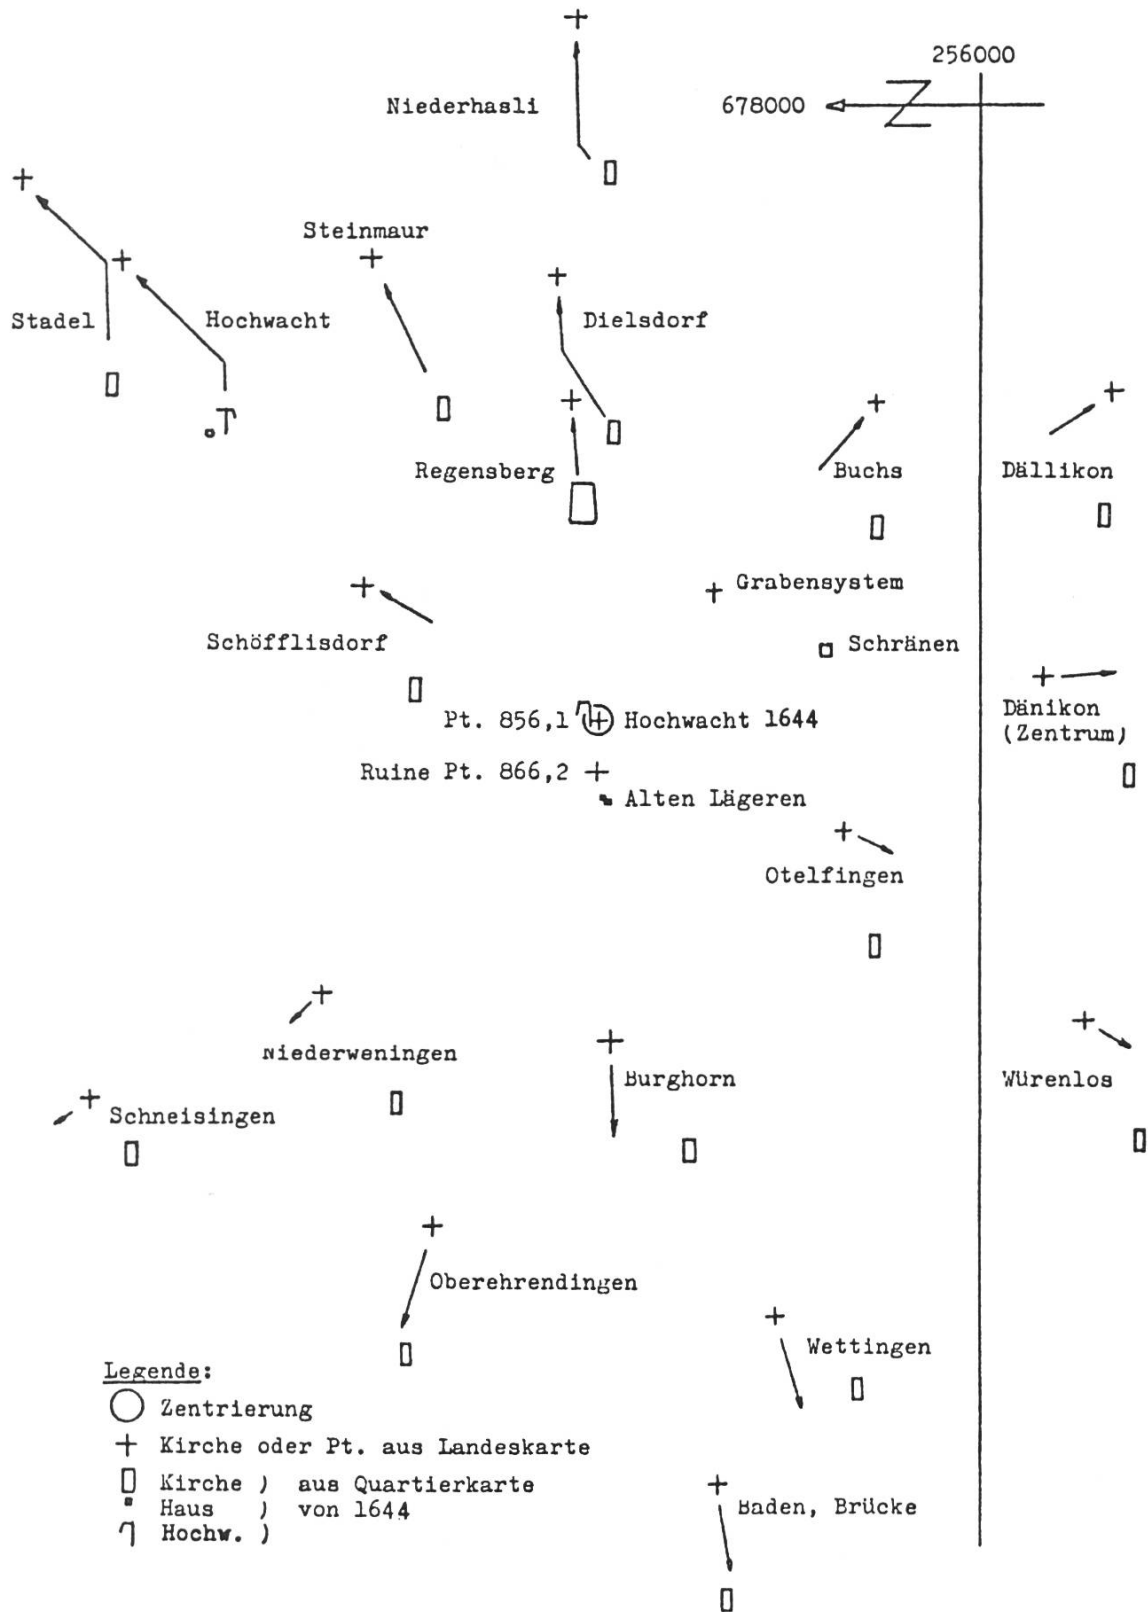 256000
Niederhasli
678000
Z
Steinmaur
Stadel
Hochwacht
Dielsdorf
Regensberg
Buchs
Dällikon
Grabensystem
Schöfflisdorf
Schränen
Pt. 856,1
Hochwacht 1644
Dänikon
(Zentrum)
Ruine Pt. 866,2
Alten Lägeren
Otelfingen
Niederweningen
Burghorn
Würenlos
Schneisingen
Oberehrendingen
Wettingen
Legende:
Zentrierung
Kirche oder Pt. aus Landeskarte
Kirche ) aus Quartierkarte
Haus ) von 1644
Hochw. )
Baden, Brücke